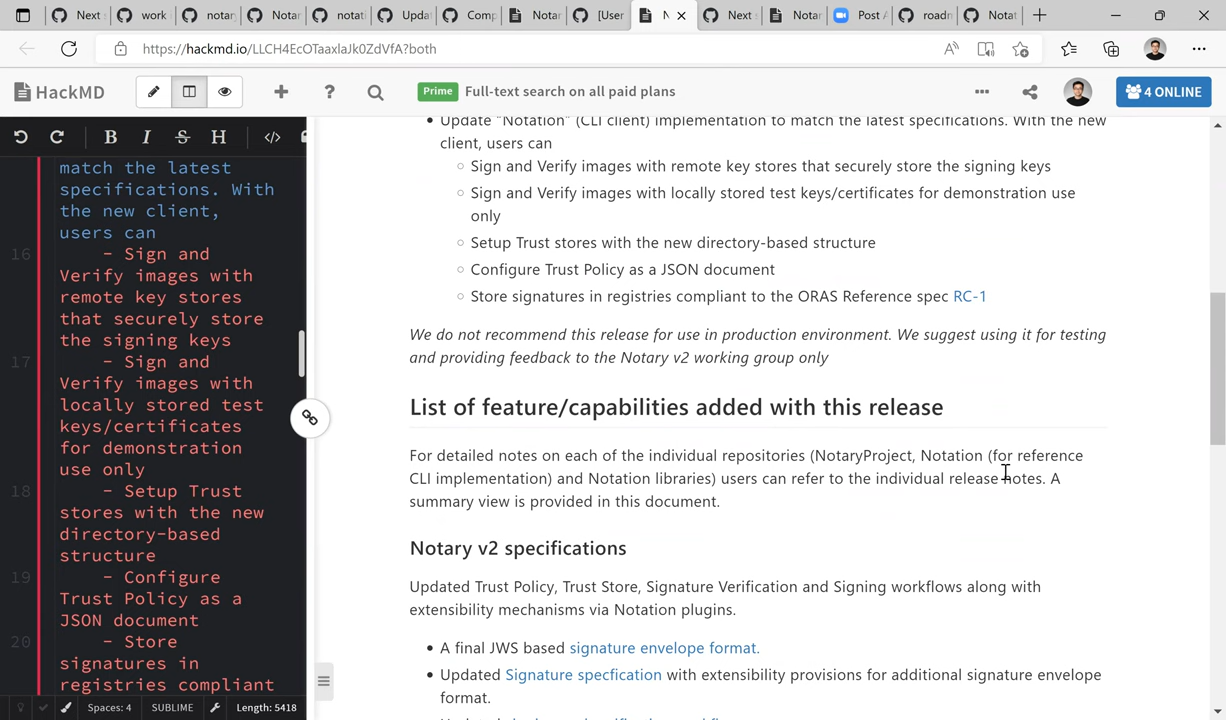 Next
work
notary
Notar
notati
Updat
Comp
Notar
[User
N
Next s
Notar
Post A
roadn
Notat
https://hackmd.io/LLCH4EcOTaaxlaJk0ZdVfA?both
HackMD
Prime Full-text search on all paid plans
4 ONLINE
B I S H </>
match the latest
specifications. With
the new client,
users can
16 - Sign and
Verify images with
remote key stores
that securely store
the signing keys
17 - Sign and
Verify images with
locally stored test
keys/certificates
for demonstration
use only
18 - Setup Trust
stores with the new
directory-based
structure
19 - Configure
Trust Policy as a
JSON document
20 - Store
signatures in
registries compliant
Spaces: 4 SUBLIME Length: 5418
• Update "Notation" (CLI client) implementation to match the latest specifications. With the new
client, users can
◦ Sign and Verify images with remote key stores that securely store the signing keys
◦ Sign and Verify images with locally stored test keys/certificates for demonstration use
only
◦ Setup Trust stores with the new directory-based structure
◦ Configure Trust Policy as a JSON document
◦ Store signatures in registries compliant to the ORAS Reference spec RC-1
We do not recommend this release for use in production environment. We suggest using it for testing
and providing feedback to the Notary v2 working group only
List of feature/capabilities added with this release
For detailed notes on each of the individual repositories (NotaryProject, Notation (for reference
CLI implementation) and Notation libraries) users can refer to the individual release notes. A
summary view is provided in this document.
Notary v2 specifications
Updated Trust Policy, Trust Store, Signature Verification and Signing workflows along with
extensibility mechanisms via Notation plugins.
• A final JWS based signature envelope format.
• Updated Signature specfication with extensibility provisions for additional signature envelope
format.